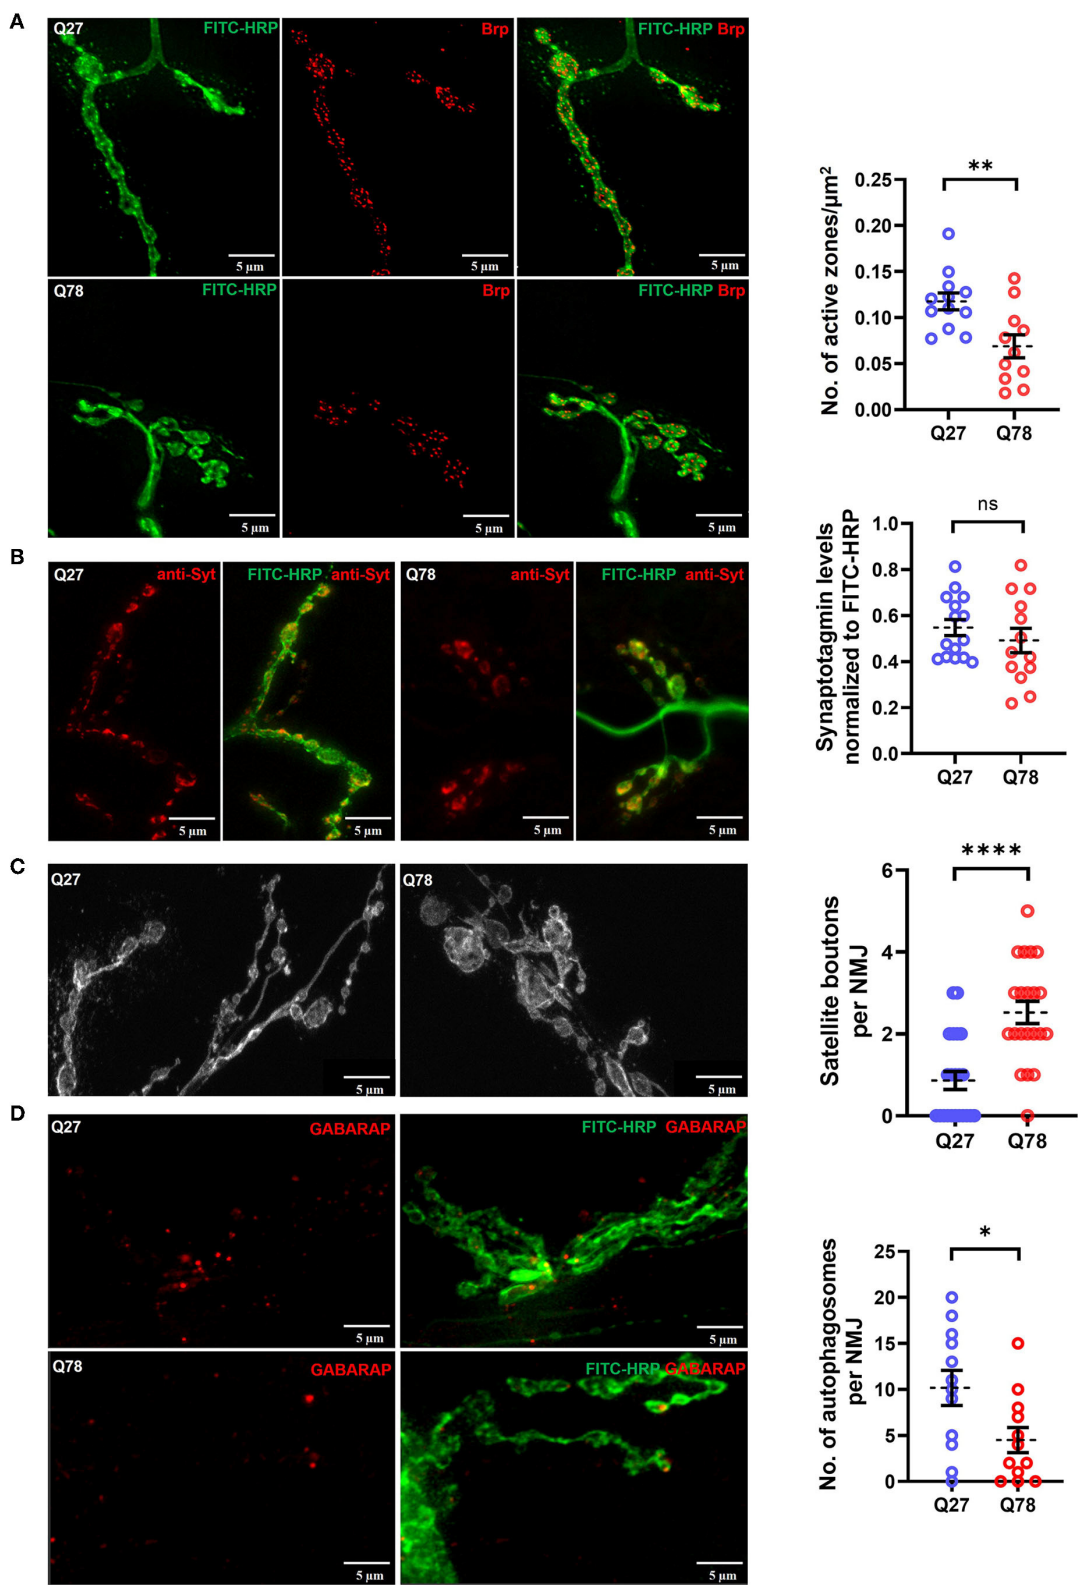 A
Q27 FITC-HRP
Brp
FITC-HRP Brp
5 µm
5 µm
5 µm
Q78 FITC-HRP
Brp
FITC-HRP Brp
5 µm
5 µm
5 µm
No. of active zones/µm²
0.25
0.20
0.15
0.10
0.05
0.00
**
Q27 Q78
B
Q27 anti-Syt
FITC-HRP anti-Syt
Q78 anti-Syt
FITC-HRP anti-Syt
5 µm
5 µm
5 µm
5 µm
Synaptotagmin levels
normalized to FITC-HRP
1.0
0.8
0.6
0.4
0.2
0.0
ns
Q27 Q78
C
Q27
Q78
5 µm
5 µm
Satellite boutons
per NMJ
6
4
2
0
****
Q27 Q78
D
Q27 GABARAP
FITC-HRP GABARAP
5 µm
5 µm
Q78 GABARAP
FITC-HRP GABARAP
5 µm
5 µm
No. of autophagosomes
per NMJ
25
20
15
10
5
0
*
Q27 Q78